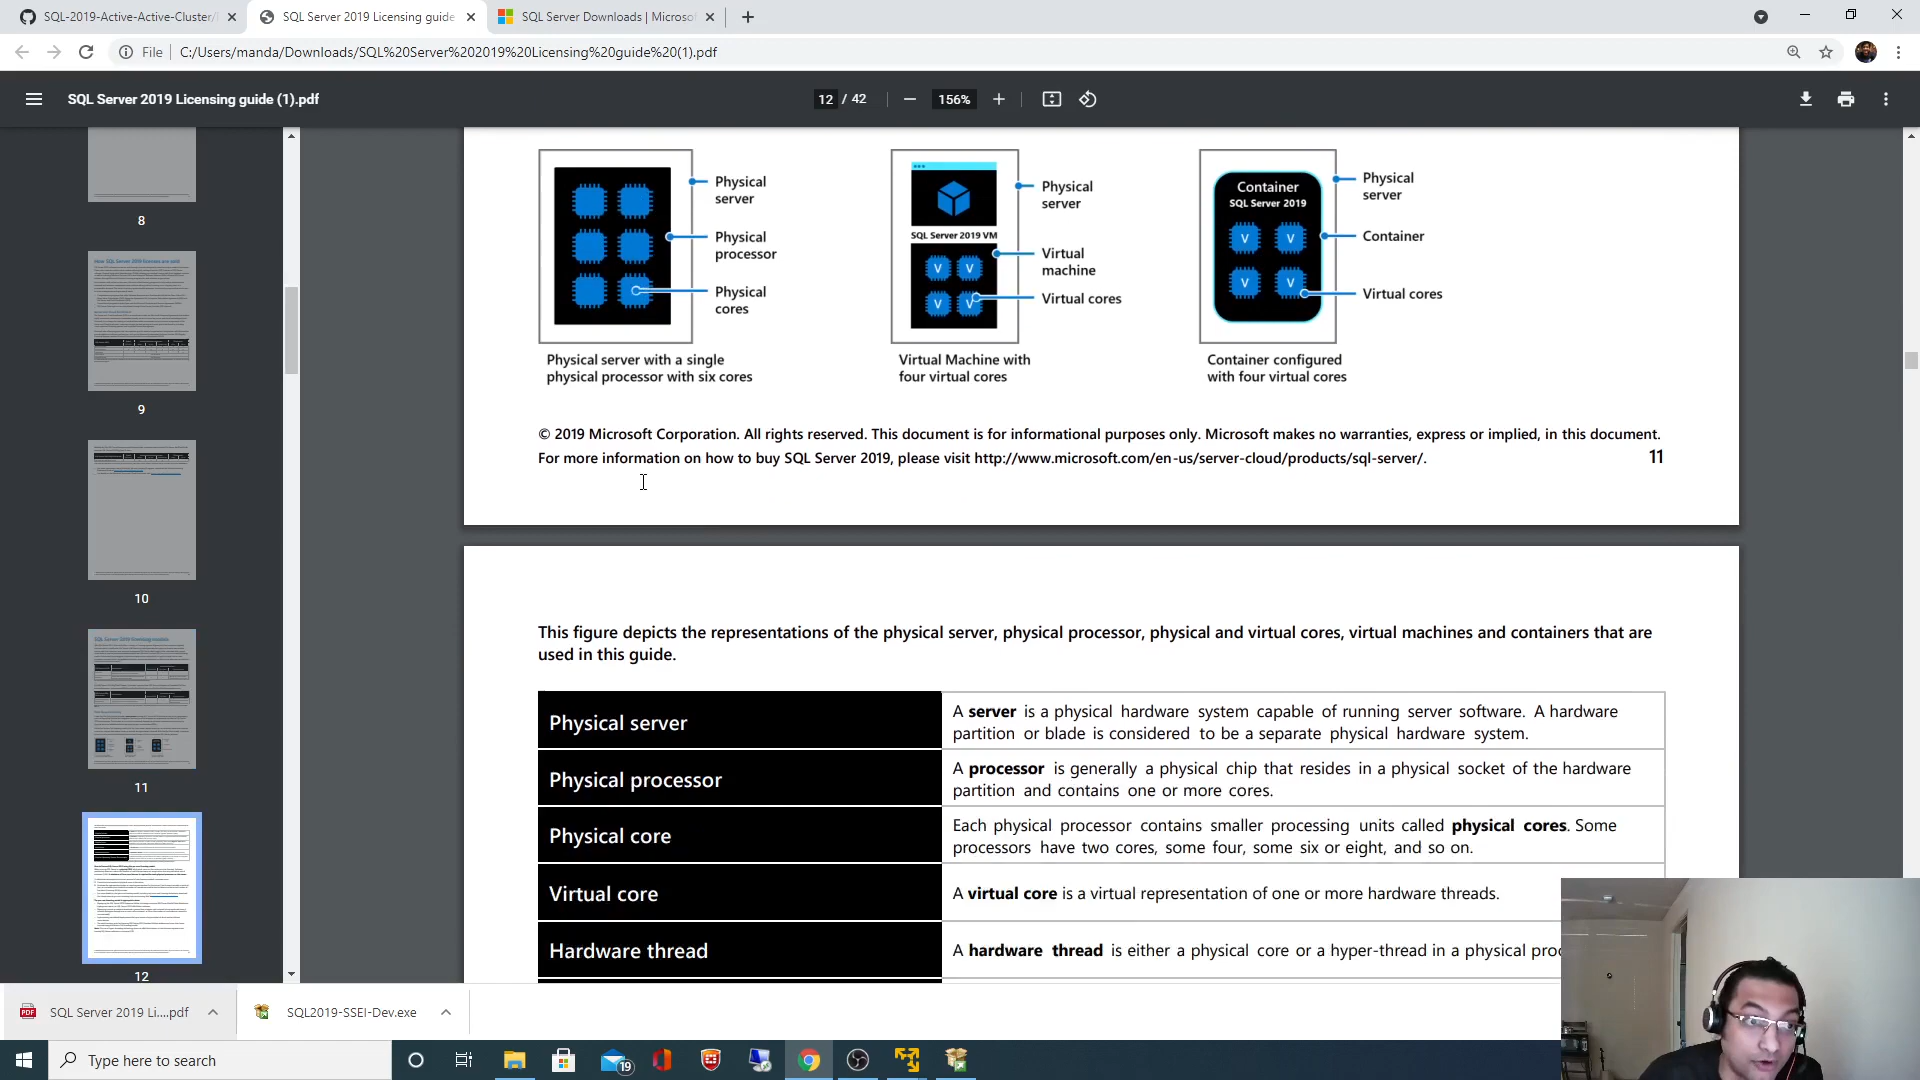 SQL-2019-Active-Active-Cluster/
SQL Server 2019 Licensing guide
SQL Server Downloads | Microso
File
C:/Users/manda/Downloads/SQL%20Server%202019%20Licensing%20guide%20(1).pdf
SQL Server 2019 Licensing guide (1).pdf
12 / 42
156%
8
9
10
11
12
Physical server
Physical processor
Physical cores
Physical server with a single
physical processor with six cores
SQL Server 2019 VM
V V
V V
Physical server
Virtual machine
Virtual cores
Virtual Machine with
four virtual cores
Container
SQL Server 2019
V V
V V
Physical server
Container
Virtual cores
Container configured
with four virtual cores
© 2019 Microsoft Corporation. All rights reserved. This document is for informational purposes only. Microsoft makes no warranties, express or implied, in this document.
For more information on how to buy SQL Server 2019, please visit http://www.microsoft.com/en-us/server-cloud/products/sql-server/.
11
This figure depicts the representations of the physical server, physical processor, physical and virtual cores, virtual machines and containers that are
used in this guide.
Physical server
A server is a physical hardware system capable of running server software. A hardware
partition or blade is considered to be a separate physical hardware system.
Physical processor
A processor is generally a physical chip that resides in a physical socket of the hardware
partition and contains one or more cores.
Physical core
Each physical processor contains smaller processing units called physical cores. Some
processors have two cores, some four, some six or eight, and so on.
Virtual core
A virtual core is a virtual representation of one or more hardware threads.
Hardware thread
A hardware thread is either a physical core or a hyper-thread in a physical proc
SQL Server 2019 Li....pdf
SQL2019-SSEI-Dev.exe
Type here to search
19